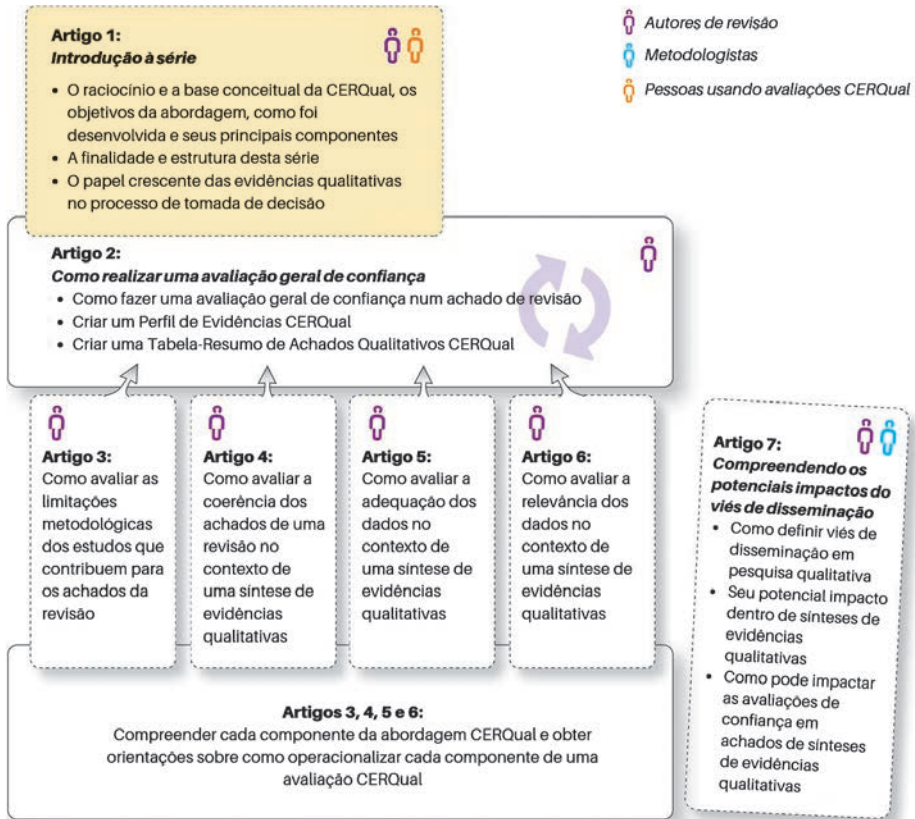 Artigo 1:
Introdução à série
• O raciocínio e a base conceitual da CERQual, os
objetivos da abordagem, como foi
desenvolvida e seus principais componentes
• A finalidade e estrutura desta série
• O papel crescente das evidências qualitativas
no processo de tomada de decisão
Autores de revisão
Metodologistas
Pessoas usando avaliações CERQual
Artigo 2:
Como realizar uma avaliação geral de confiança
• Como fazer uma avaliação geral de confiança num achado de revisão
• Criar um Perfil de Evidências CERQual
• Criar uma Tabela-Resumo de Achados Qualitativos CERQual
Artigo 3:
Como avaliar as
limitações
metodológicas
dos estudos que
contribuem para
os achados da
revisão
Artigo 4:
Como avaliar a
coerência dos
achados de uma
revisão no
contexto de
uma síntese de
evidências
qualitativas
Artigo 5:
Como avaliar a
adequação dos
dados no
contexto de
uma síntese de
evidências
qualitativas
Artigo 6:
Como avaliar a
relevância dos
dados no
contexto de
uma síntese de
evidências
qualitativas
Artigo 7:
Compreendendo os
potenciais impactos do
viés de disseminação
• Como definir viés de
disseminação em
pesquisa qualitativa
• Seu potencial impacto
dentro de sínteses de
evidências
qualitativas
• Como pode impactar
as avaliações de
confiança em
achados de sínteses
de evidências
qualitativas
Artigos 3, 4, 5 e 6:
Compreender cada componente da abordagem CERQual e obter
orientações sobre como operacionalizar cada componente de uma
avaliação CERQual